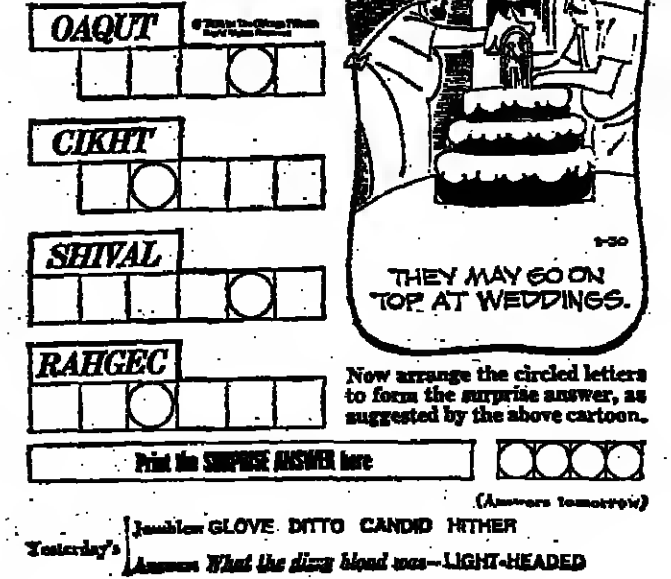 OAQUT
CIKHT
SHIVAL
RAHGEC
1-30
THEY MAY GO ON
TOP AT WEDDINGS.
Now arrange the circled letters
to form the surprise answer, as
suggested by the above cartoon.
Print the SURPRISE ANSWER here
(Answers tomorrow)
Yesterday's
Jumbles: GLOVE DITTO CANDID HITHER
Answer: What the dizzy blond was—LIGHT-HEADED